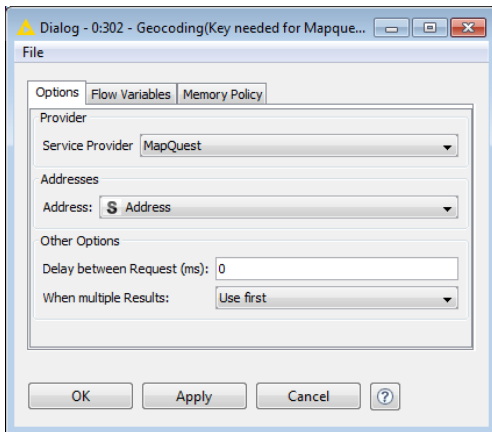 Dialog - 0:302 - Geocoding(Key needed for Mapque...
File
Options Flow Variables Memory Policy
Provider
Service Provider MapQuest
Addresses
Address: S Address
Other Options
Delay between Request (ms): 0
When multiple Results: Use first
OK Apply Cancel ?